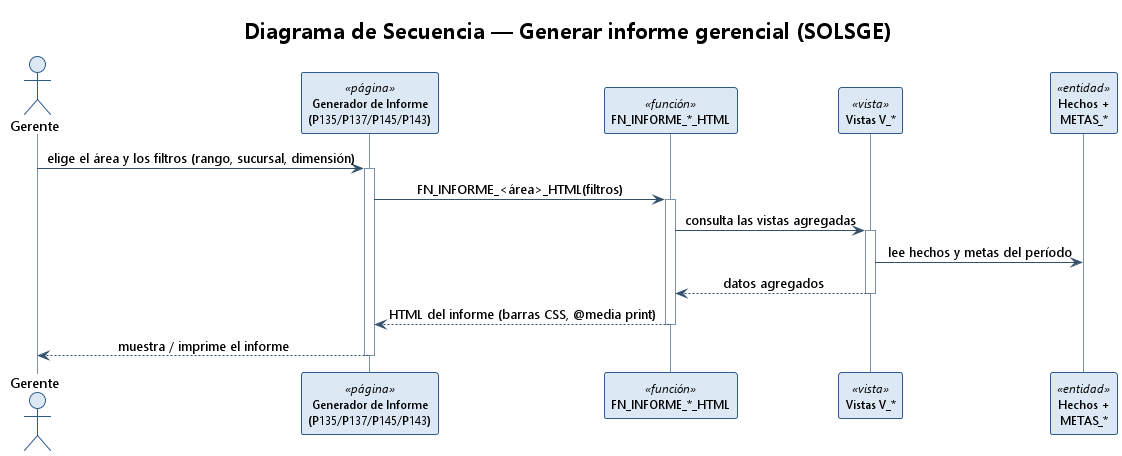 Diagrama de Secuencia — Generar informe gerencial (SOLSGE)
Gerente
«página»
Generador de Informe
(P135/P137/P145/P143)
«función»
FN_INFORME_*_HTML
«vista»
Vistas V_*
«entidad»
Hechos +
METAS_*
elige el área y los filtros (rango, sucursal, dimensión)
FN_INFORME_<área>_HTML(filtros)
consulta las vistas agregadas
lee hechos y metas del período
datos agregados
HTML del informe (barras CSS, @media print)
muestra / imprime el informe
Gerente
«página»
Generador de Informe
(P135/P137/P145/P143)
«función»
FN_INFORME_*_HTML
«vista»
Vistas V_*
«entidad»
Hechos +
METAS_*